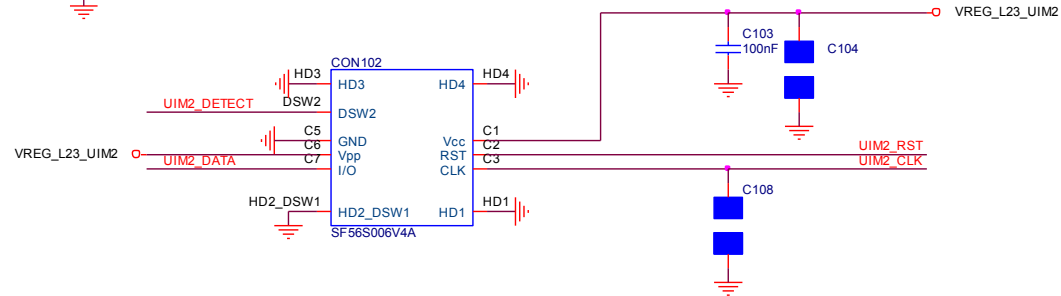 VREG_L23_UIM2
C103
100nF
C104
CON102
HD3
HD3
HD4
HD4
UIM2_DETECT
DSW2
DSW2
C5
GND
Vcc
C1
VREG_L23_UIM2
C6
Vpp
RST
C2
UIM2_RST
UIM2_DATA
C7
I/O
CLK
C3
UIM2_CLK
C108
HD2_DSW1
HD2_DSW1
HD1
HD1
SF56S006V4A